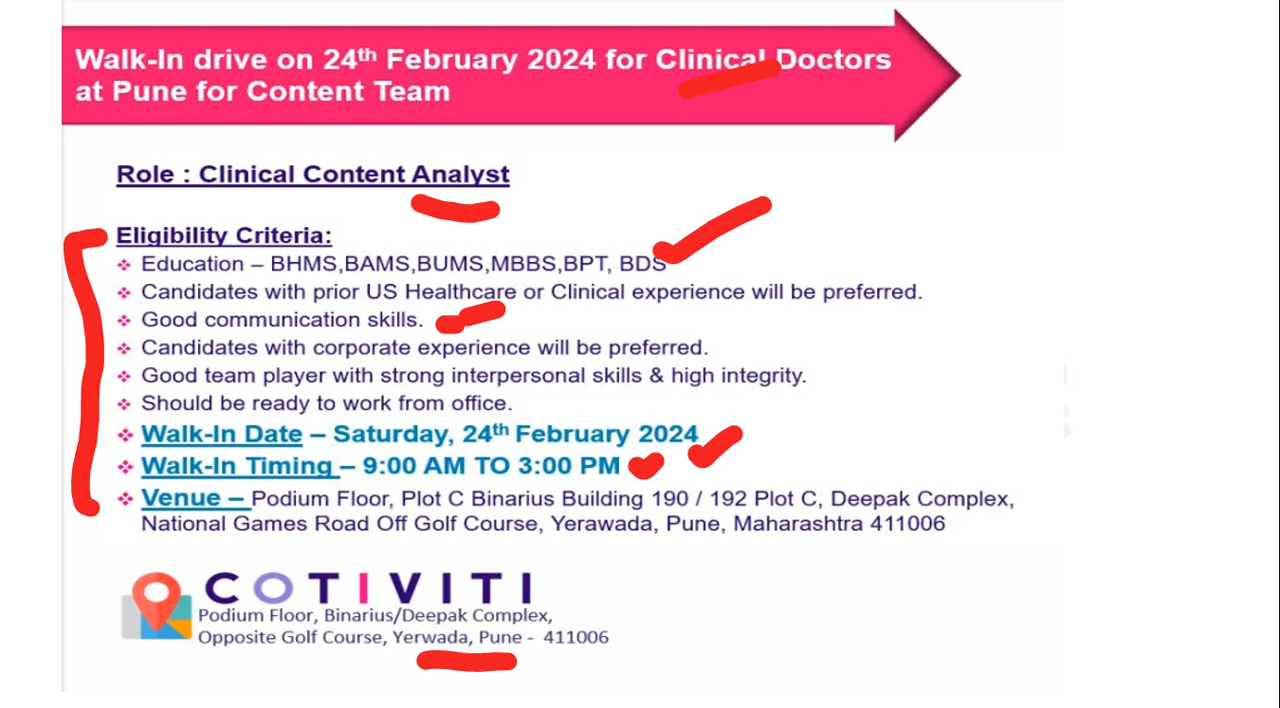 Walk-In drive on 24th February 2024 for Clinical Doctors
at Pune for Content Team
Role : Clinical Content Analyst
Eligibility Criteria:
❖ Education – BHMS,BAMS,BUMS,MBBS,BPT, BDS
❖ Candidates with prior US Healthcare or Clinical experience will be preferred.
❖ Good communication skills.
❖ Candidates with corporate experience will be preferred.
❖ Good team player with strong interpersonal skills & high integrity.
❖ Should be ready to work from office.
❖ Walk-In Date – Saturday, 24th February 2024
❖ Walk-In Timing – 9:00 AM TO 3:00 PM
❖ Venue – Podium Floor, Plot C Binarius Building 190 / 192 Plot C, Deepak Complex,
National Games Road Off Golf Course, Yerawada, Pune, Maharashtra 411006
COTIVITI
Podium Floor, Binarius/Deepak Complex,
Opposite Golf Course, Yerwada, Pune - 411006